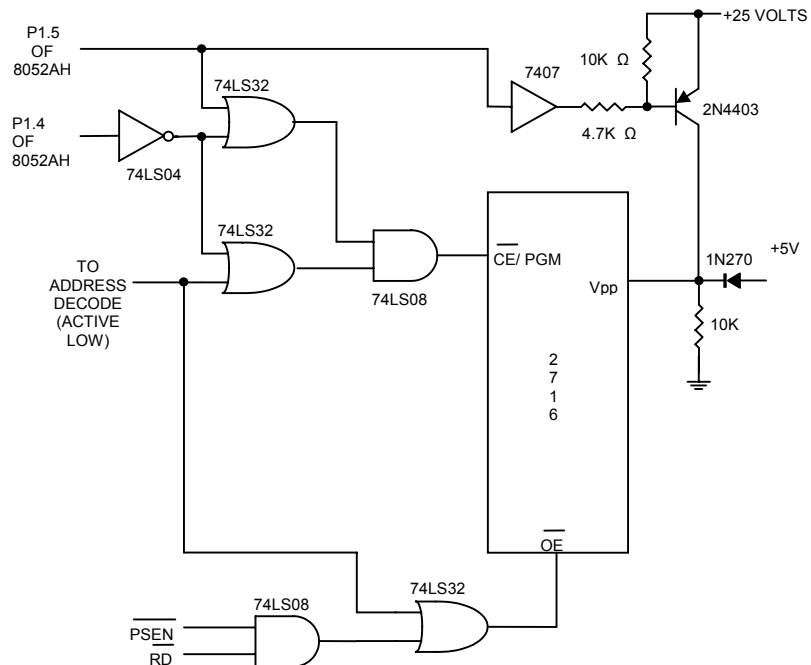 P1.5
OF
8052AH
+25 VOLTS
74LS32
7407
10K Ω
2N4403
P1.4
OF
8052AH
4.7K Ω
74LS04
74LS32
CE/ PGM
1N270
+5V
TO
ADDRESS
DECODE
(ACTIVE
LOW)
74LS08
Vpp
10K
2
7
1
6
OE
74LS08
74LS32
PSEN
RD